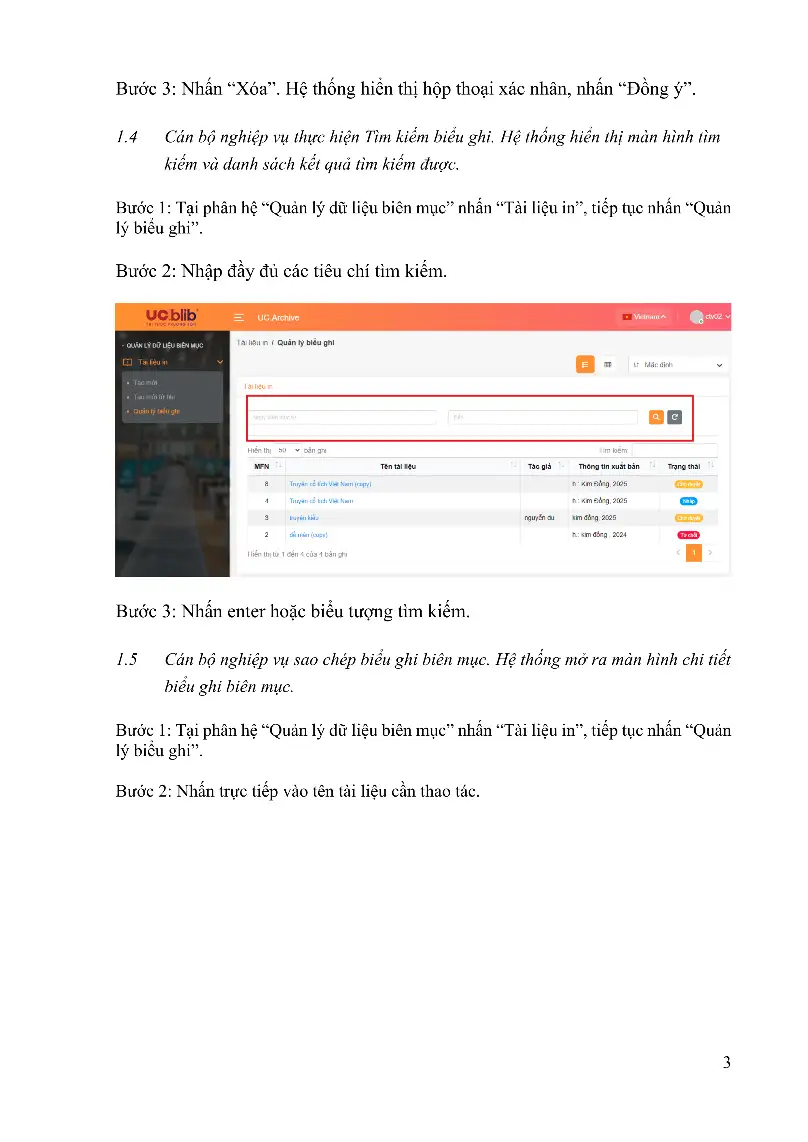 Bước 3: Nhấn “Xóa”. Hệ thống hiển thị hộp thoại xác nhân, nhấn “Đồng ý”.
1.4 Cán bộ nghiệp vụ thực hiện Tìm kiếm biểu ghi. Hệ thống hiển thị màn hình tìm
kiếm và danh sách kết quả tìm kiếm được.
Bước 1: Tại phân hệ “Quản lý dữ liệu biên mục” nhấn “Tài liệu in”, tiếp tục nhấn “Quản
lý biểu ghi”.
Bước 2: Nhập đầy đủ các tiêu chí tìm kiếm.
UC.blib
UC.Archive
Vietnam
ctv02
QUẢN LÝ DỮ LIỆU BIÊN MỤC
Tài liệu in
Tạo mới
Quản lý biểu ghi
Tài liệu in / Quản lý biểu ghi
Mặc định
Tài liệu in
Hiển thị 50 bản ghi
Tìm kiếm:
MFN Tên tài liệu Tác giả Thông tin xuất bản Trạng thái
8 Truyện cổ tích Việt Nam (copy) h.: Kim Đồng, 2025 Chờ duyệt
4 Truyện cổ tích Việt Nam h.: Kim Đồng, 2025 Nháp
3 truyện kiều nguyễn du kim đồng, 2025 Chờ duyệt
2 dế mèn (copy) h.: kim đồng , 2024 Từ chối
Hiển thị từ 1 đến 4 của 4 bản ghi
1
Bước 3: Nhấn enter hoặc biểu tượng tìm kiếm.
1.5 Cán bộ nghiệp vụ sao chép biểu ghi biên mục. Hệ thống mở ra màn hình chi tiết
biểu ghi biên mục.
Bước 1: Tại phân hệ “Quản lý dữ liệu biên mục” nhấn “Tài liệu in”, tiếp tục nhấn “Quản
lý biểu ghi”.
Bước 2: Nhấn trực tiếp vào tên tài liệu cần thao tác.
3